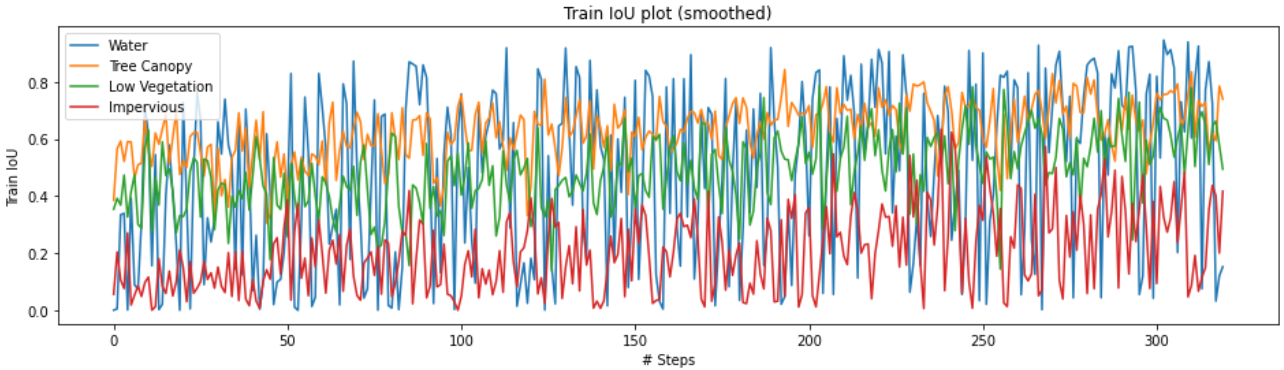 Train IoU plot (smoothed)
Water
Tree Canopy
Low Vegetation
Impervious
Train IoU
0.8
0.6
0.4
0.2
0.0
0 50 100 150 200 250 300
# Steps